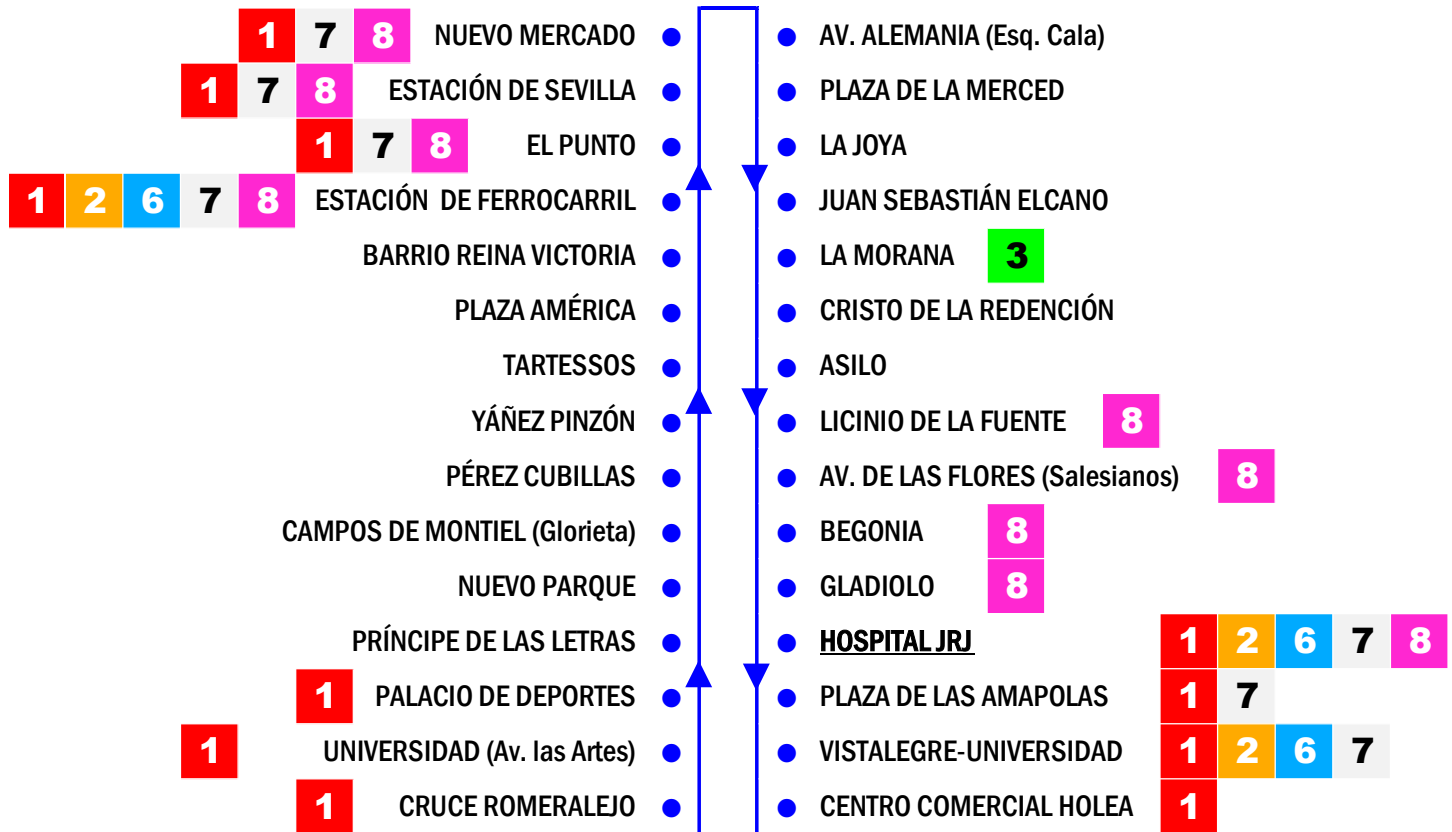 1 7 8 NUEVO MERCADO
1 7 8 ESTACIÓN DE SEVILLA
1 7 8 EL PUNTO
1 2 6 7 8 ESTACIÓN DE FERROCARRIL
BARRIO REINA VICTORIA
PLAZA AMÉRICA
TARTESSOS
YÁÑEZ PINZÓN
PÉREZ CUBILLAS
CAMPOS DE MONTIEL (Glorieta)
NUEVO PARQUE
PRÍNCIPE DE LAS LETRAS
1 PALACIO DE DEPORTES
1 UNIVERSIDAD (Av. las Artes)
1 CRUCE ROMERALEJO
AV. ALEMANIA (Esq. Cala)
PLAZA DE LA MERCED
LA JOYA
JUAN SEBASTIÁN ELCANO
LA MORANA 3
CRISTO DE LA REDENCIÓN
ASILO
LICINIO DE LA FUENTE 8
AV. DE LAS FLORES (Salesianos) 8
BEGONIA 8
GLADIOLO 8
HOSPITAL JRJ 1 2 6 7 8
PLAZA DE LAS AMAPOLAS 1 7
VISTALEGRE-UNIVERSIDAD 1 2 6 7
CENTRO COMERCIAL HOLEA 1